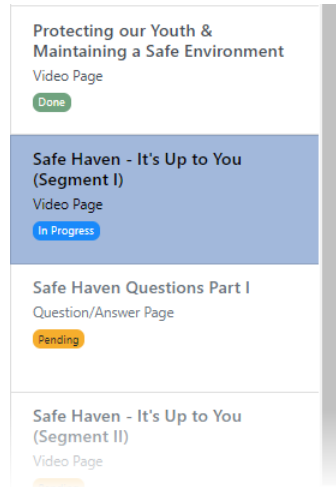 Protecting our Youth &
Maintaining a Safe Environment
Video Page
Done
Safe Haven - It's Up to You
(Segment I)
Video Page
In Progress
Safe Haven Questions Part I
Question/Answer Page
Pending
Safe Haven - It's Up to You
(Segment II)
Video Page